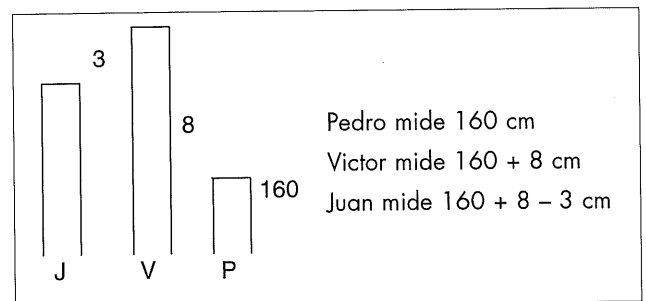 3
8
160
J V P
Pedro mide 160 cm
Victor mide 160 + 8 cm
Juan mide 160 + 8 – 3 cm